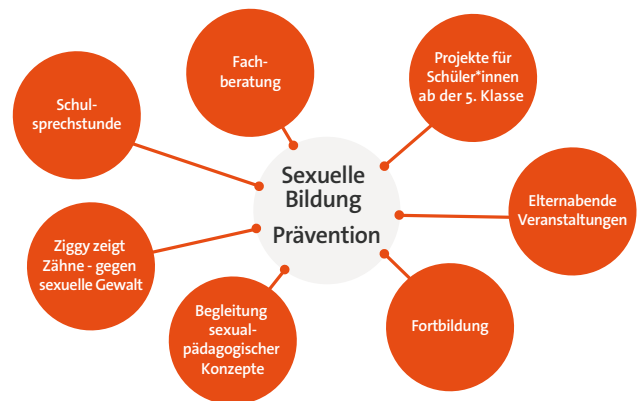 Fach-
beratung
Projekte für
Schüler*innen
ab der 5. Klasse
Schul-
sprechstunde
Sexuelle
Bildung
Prävention
Elternabende
Veranstaltungen
Ziggy zeigt
Zähne - gegen
sexuelle Gewalt
Begleitung
sexual-
pädagogischer
Konzepte
Fortbildung